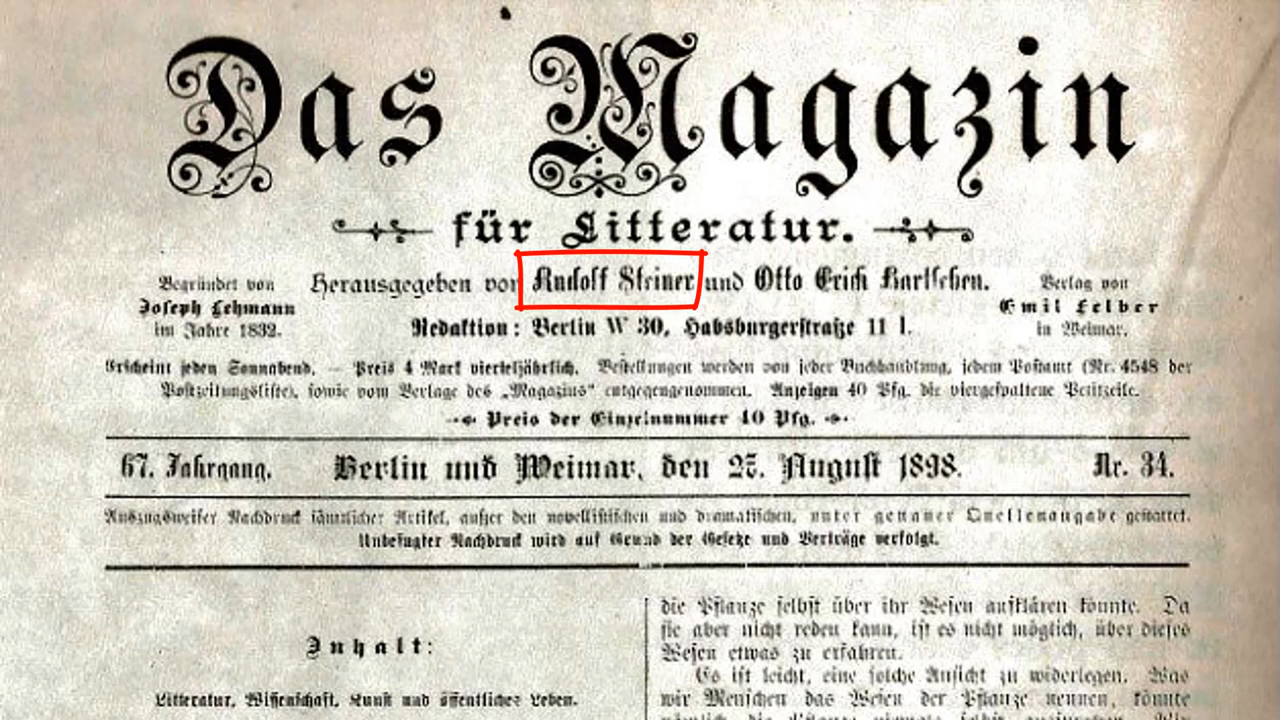 Das Magazin
für Litteratur.
Begründet von
Joseph Lehmann
im Jahre 1832.
Herausgegeben von Rudolf Steiner und Otto Erich Hartleben.
Redaktion: Berlin W 30, Habsburgerstraße 11 I.
Verlag von
Emil Felber
in Weimar.
Erscheint jeden Sonnabend. — Preis 4 Mark vierteljährlich. Bestellungen werden von jeder Buchhandlung, jedem Postamt (Nr. 4548 der
Postzeitungsliste), sowie vom Verlage des „Magazins" entgegengenommen. Anzeigen 40 Pfg. die viergespaltene Petitzeile.
Preis der Einzelnummer 40 Pfg.
67. Jahrgang.
Berlin und Weimar, den 27. August 1898.
Nr. 34.
Auszugsweiser Nachdruck sämtlicher Artikel, außer den novellistischen und dramatischen, unter genauer Quellenangabe gestattet.
Unbefugter Nachdruck wird auf Grund der Gesetze und Verträge verfolgt.
Inhalt:
Litteratur, Wissenschaft, Kunst und öffentliches Leben.
die Pflanze selbst über ihr Wesen aufklären könnte. Da
sie aber nicht reden kann, ist es nicht möglich, über dieses
Wesen etwas zu erfahren.
Es ist leicht, eine solche Ansicht zu widerlegen. Was
wir Menschen das Wesen der Pflanze nennen, könnte